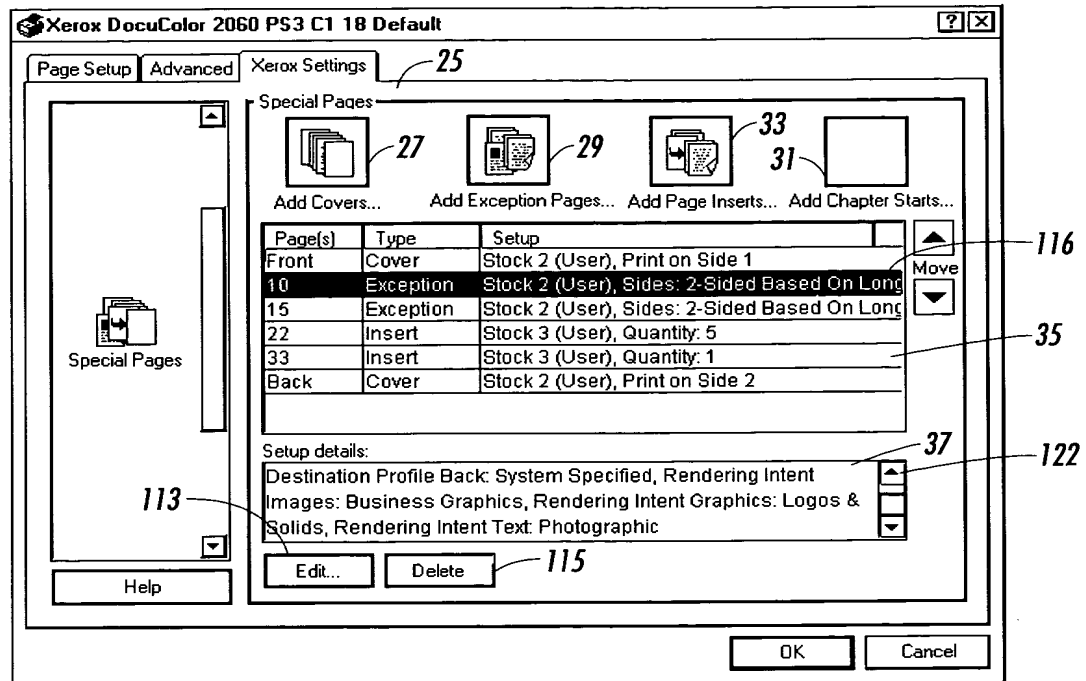 Xerox DocuColor 2060 PS3 C1 18 Default ? X
Page Setup Advanced Xerox Settings 25
Special Pages
27 29 33 31
Add Covers... Add Exception Pages... Add Page Inserts... Add Chapter Starts...
Page(s) Type Setup
116
Front Cover Stock 2 (User), Print on Side 1
Move
10 Exception Stock 2 (User), Sides: 2-Sided Based On Long
15 Exception Stock 2 (User), Sides: 2-Sided Based On Long
22 Insert Stock 3 (User), Quantity: 5
35
33 Insert Stock 3 (User), Quantity: 1
Back Cover Stock 2 (User), Print on Side 2
Special Pages
Setup details:
37
122
Destination Profile Back: System Specified, Rendering Intent
Images: Business Graphics, Rendering Intent Graphics: Logos &
Solids, Rendering Intent Text: Photographic
113
Edit... Delete 115
Help
OK Cancel